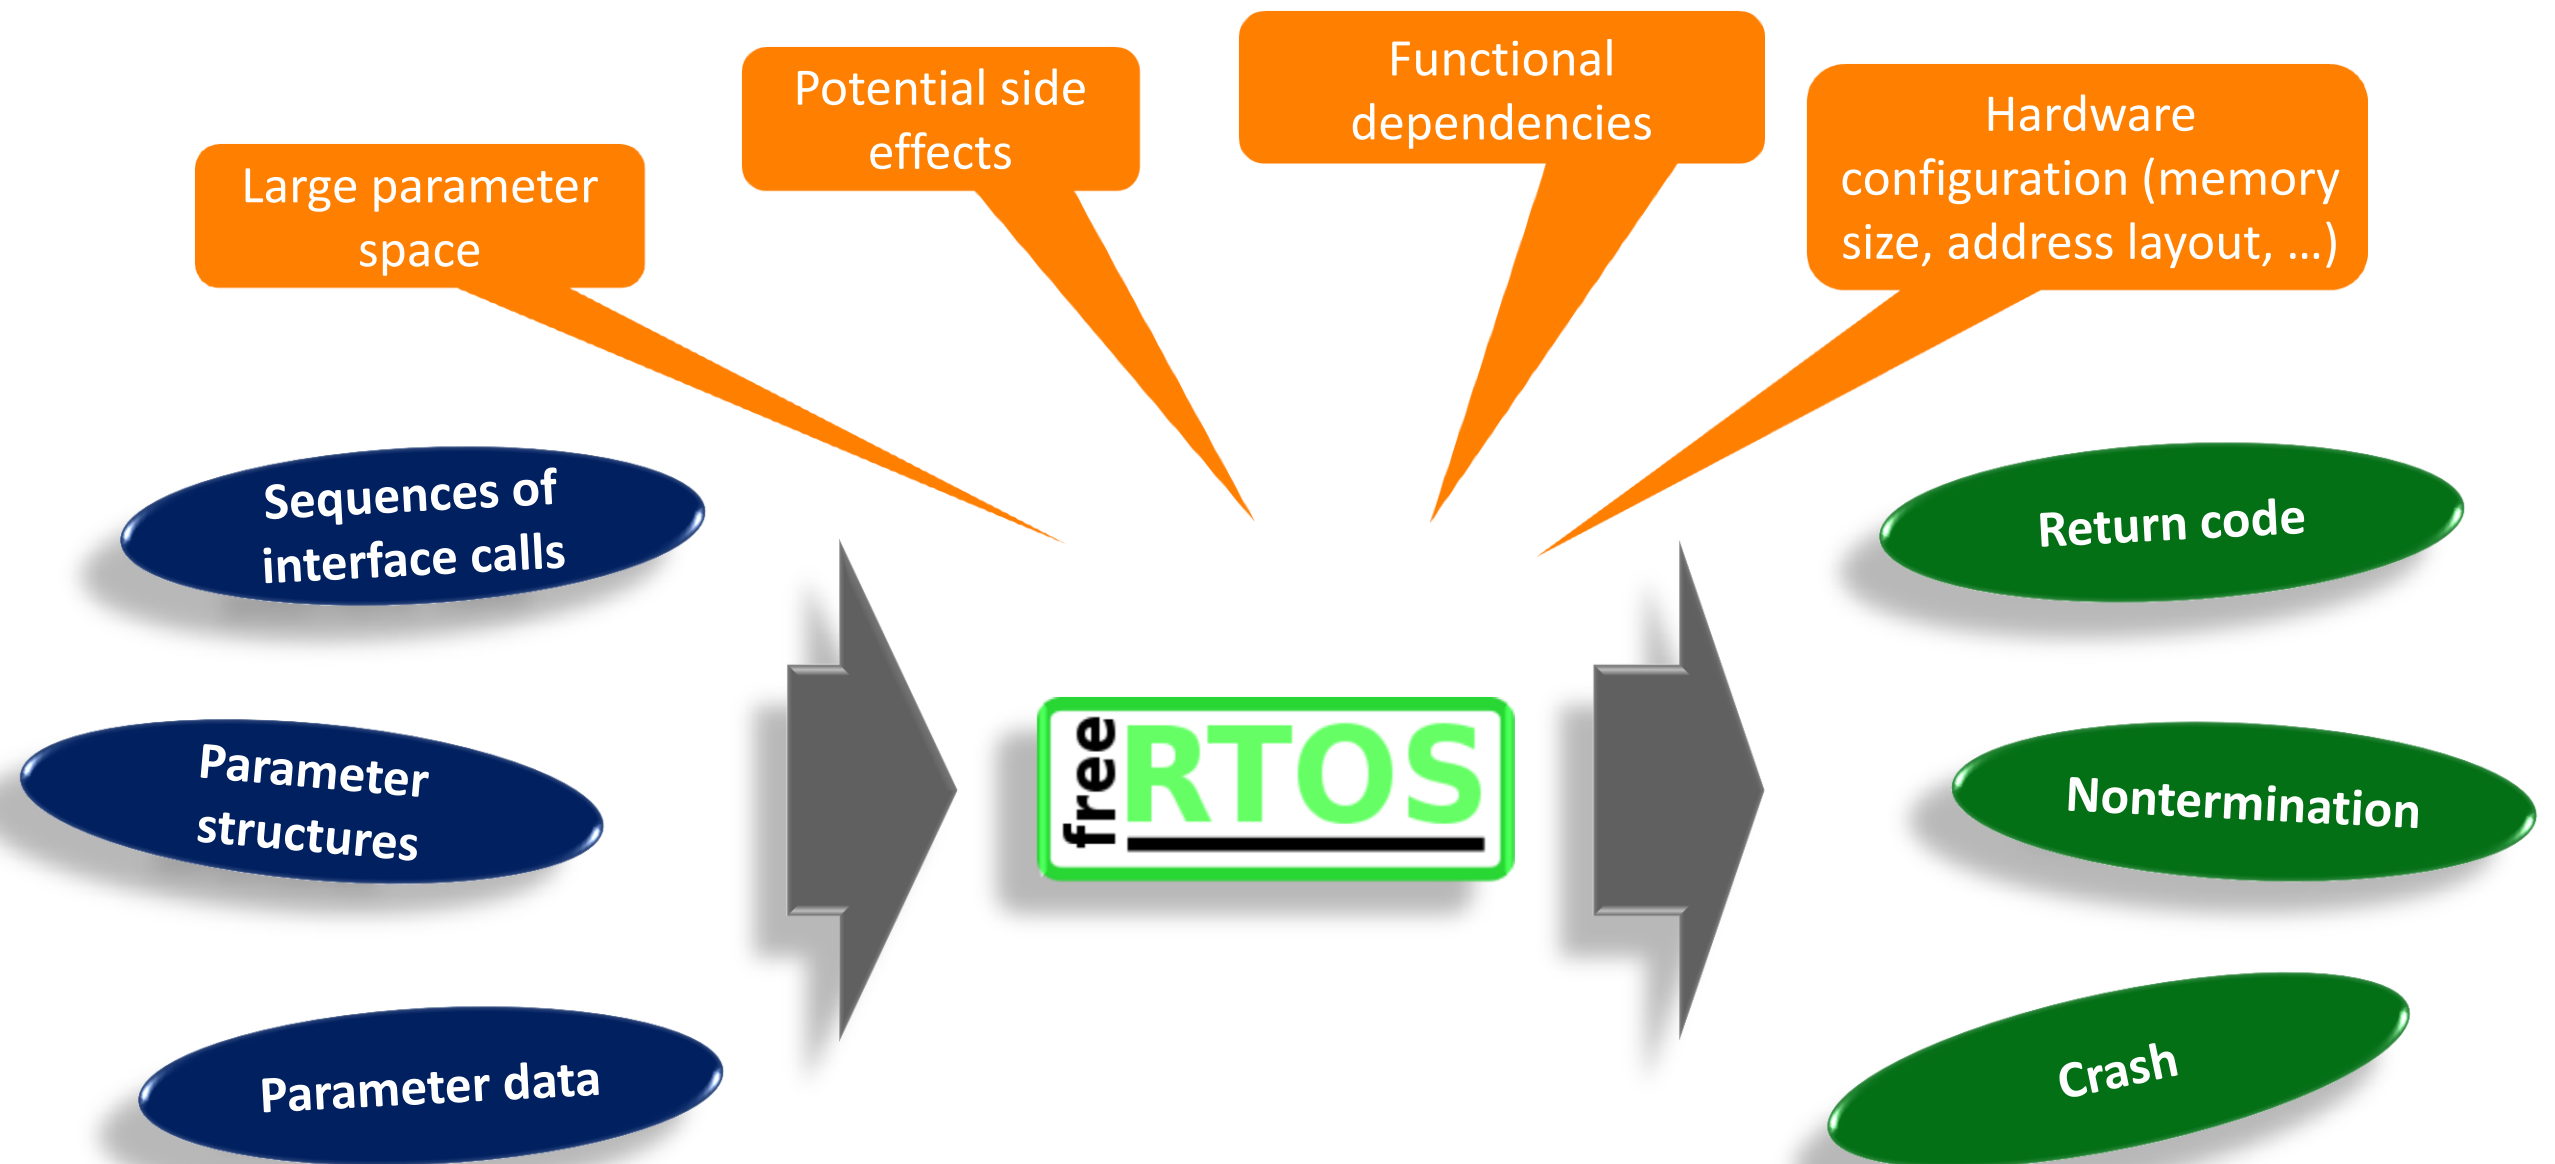 Large parameter
space
Potential side
effects
Functional
dependencies
Hardware
configuration (memory
size, address layout, ...)
Sequences of
interface calls
Parameter
structures
Parameter data
free
RTOS
Return code
Nontermination
Crash